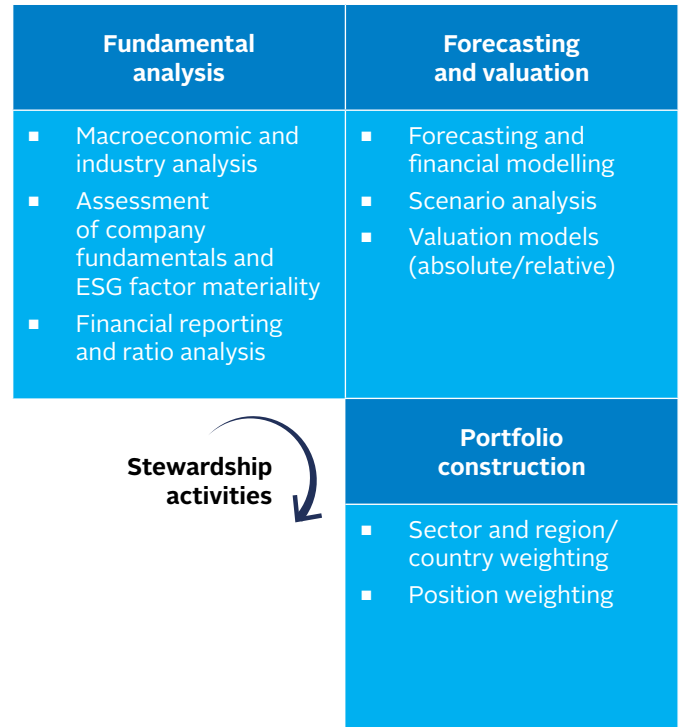 Fundamental
analysis
Forecasting
and valuation
■ Macroeconomic and
industry analysis
■ Assessment
of company
fundamentals and
ESG factor materiality
■ Financial reporting
and ratio analysis
■ Forecasting and
financial modelling
■ Scenario analysis
■ Valuation models
(absolute/relative)
Stewardship
activities
Portfolio
construction
■ Sector and region/
country weighting
■ Position weighting